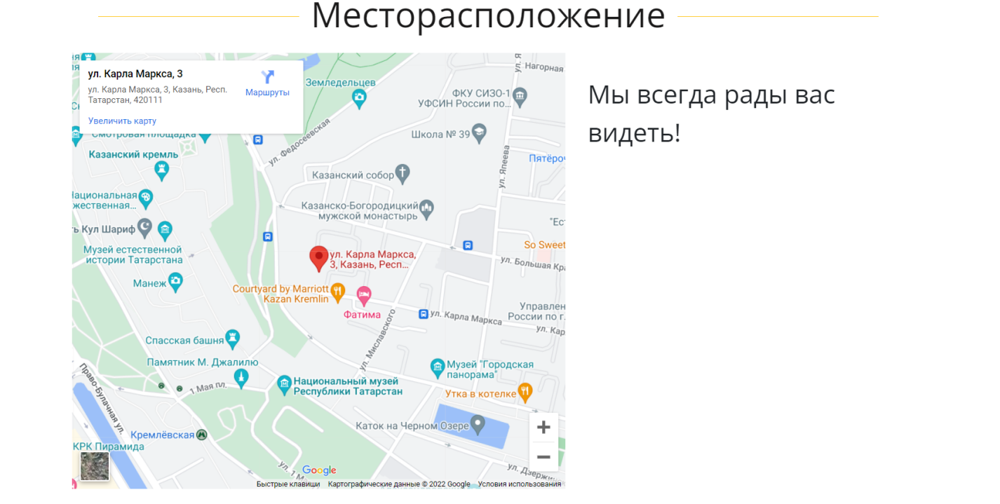 Месторасположение
ул. Карла Маркса, 3
ул. Карла Маркса, 3, Казань, Респ.
Татарстан, 420111
Маршруты
Увеличить карту
Мы всегда рады вас
видеть!
Земледельцев
ул. Я
Нагорная
ФКУ СИЗО-1
УФСИН России по...
Школа № 39
Смотровая площадка
ул. Федосеевская
Казанский кремль
ул. Япеева
Пятёроч
Казанский собор
Национальная
жественная...
Казанско-Богородицкий
мужской монастырь
"Ест
ть Кул Шариф
Музей естественной
истории Татарстана
So Sweet
ул. Карла Маркса,
3, Казань, Респ...
ул. Большая Кра
Манеж
Courtyard by Marriott
Kazan Kremlin
Фатима
ул. Карла Маркса
Управлен
России по г.
ул. Кар
ул. Миславского
Спасская башня
Памятник М. Джалилю
Музей "Городская
панорама"
Право-Булачная ул.
1 Мая пл.
Национальный музей
Республики Татарстан
Утка в котелке
Каток на Черном Озере
Кремлёвская
КРК Пирамида
ул. 1 М
Google
ул. Дзержи
Быстрые клавиши
Картографические данные © 2022 Google
Условия использования